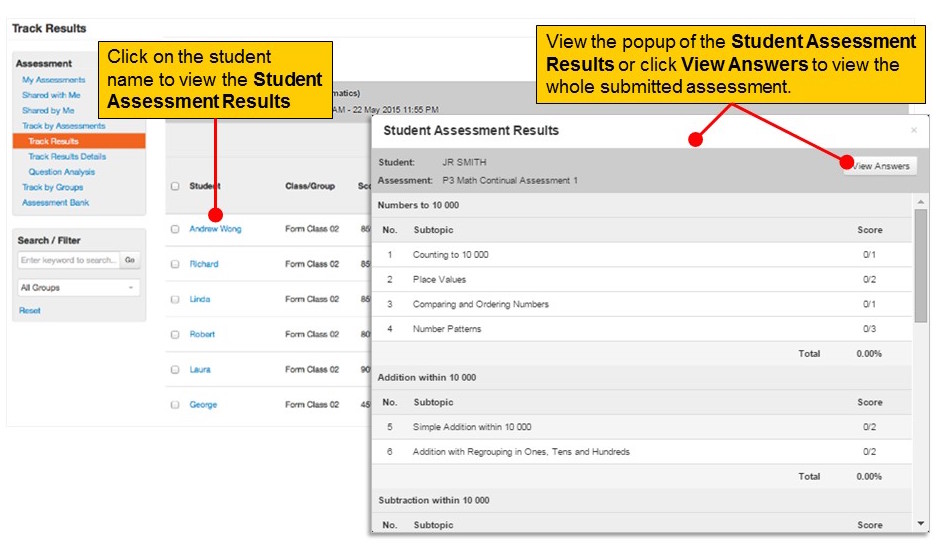 Track Results
Assessment
My Assessments
Shared with Me
Shared by Me
Track by Assessments
Track Results
Track Results Details
Question Analysis
Track by Groups
Assessment Bank
Search / Filter
Enter keyword to search... Go
All Groups
Reset
Click on the student
name to view the Student
Assessment Results
View the popup of the Student Assessment
Results or click View Answers to view the
whole submitted assessment.
AM - 22 May 2015 11:55 PM
Student Class/Group
Andrew Wong Form Class 02
Richard Form Class 02
Linda Form Class 02
Robert Form Class 02
Laura Form Class 02
George Form Class 02
Student Assessment Results ×
Student: JR SMITH View Answers
Assessment: P3 Math Continual Assessment 1
Numbers to 10 000
No. Subtopic Score
1 Counting to 10 000 0/1
2 Place Values 0/2
3 Comparing and Ordering Numbers 0/1
4 Number Patterns 0/3
Total 0.00%
Addition within 10 000
No. Subtopic Score
5 Simple Addition within 10 000 0/2
6 Addition with Regrouping in Ones, Tens and Hundreds 0/2
Total 0.00%
Subtraction within 10 000
No. Subtopic Score